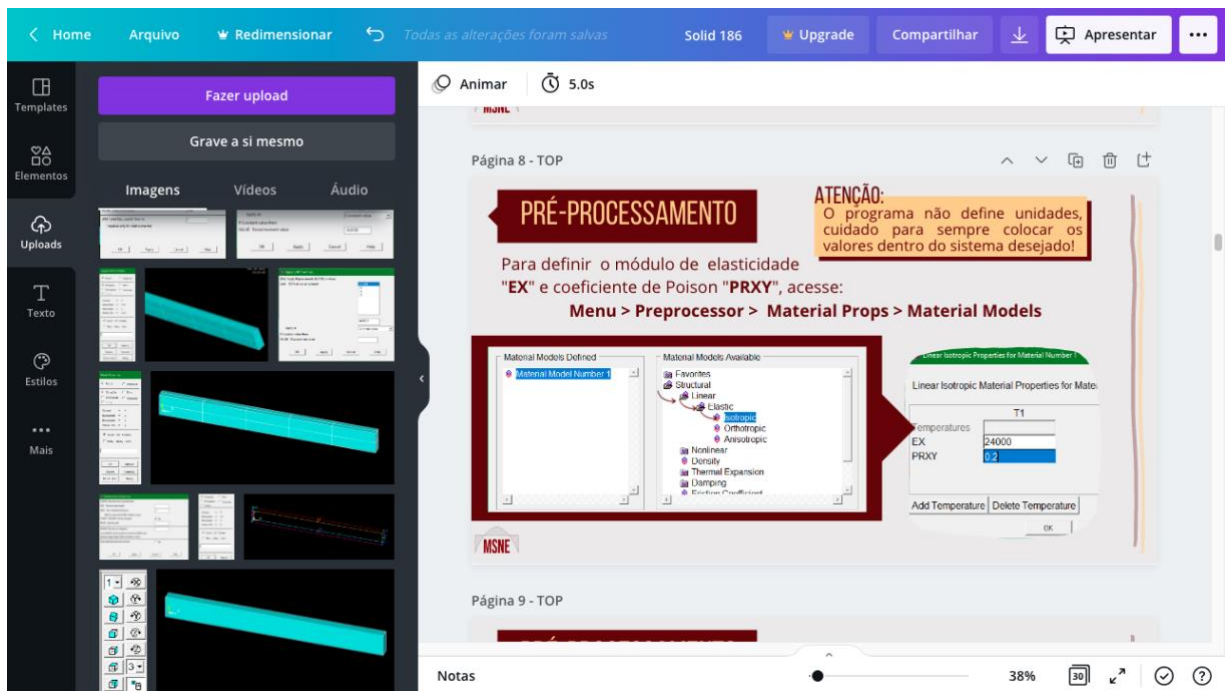 Home Arquivo Redimensionar Todas as alterações foram salvas Solid 186 Upgrade Compartilhar Apresentar
Templates
Elementos
Uploads
Texto
Estilos
Mais
Fazer upload
Grave a si mesmo
Imagens Vídeos Áudio
Animar 5.0s
MSNE
Página 8 - TOP
PRÉ-PROCESSAMENTO
ATENÇÃO:
O programa não define unidades,
cuidado para sempre colocar os
valores dentro do sistema desejado!
Para definir o módulo de elasticidade
"EX" e coeficiente de Poison "PRXY", acesse:
Menu > Preprocessor > Material Props > Material Models
Material Models Defined
Material Model Number 1
Material Models Available
Favorites
Structural
Linear
Elastic
Isotropic
Orthotropic
Anisotropic
Nonlinear
Density
Thermal Expansion
Damping
Friction Coefficient
Linear Isotropic Properties for Material Number 1
Linear Isotropic Material Properties for Mate
T1
Temperatures
EX 24000
PRXY 0.2
Add Temperature Delete Temperature
OK
MSNE
Página 9 - TOP
PRÉ-PROCESSAMENTO
Notas 38% 30